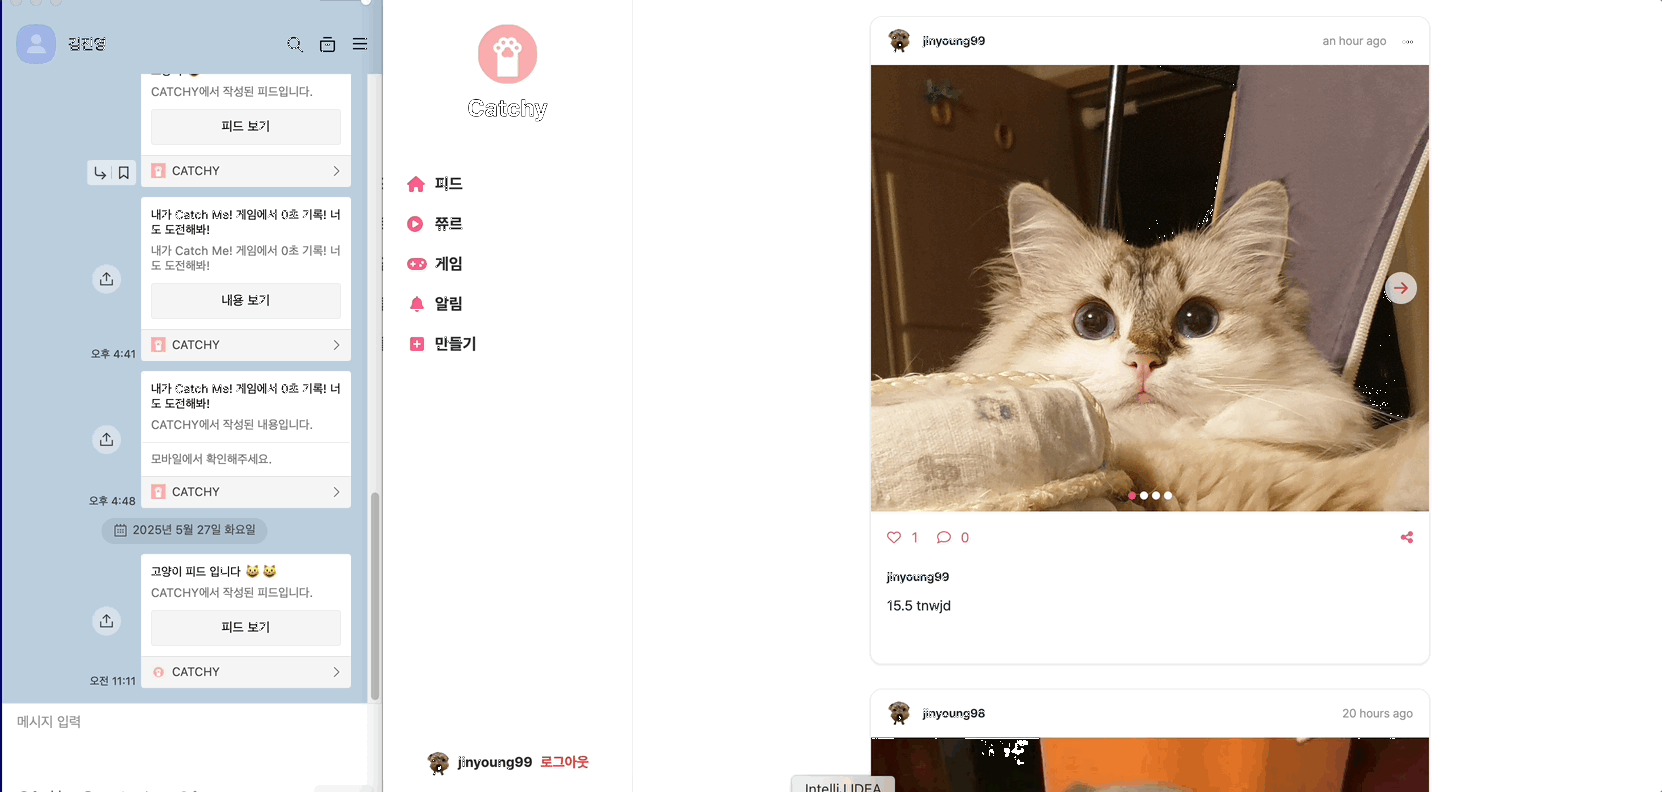 김진영
CATCHY에서 작성된 피드입니다.
피드 보기
CATCHY
내가 Catch Me! 게임에서 0초 기록! 너
도 도전해봐!
내가 Catch Me! 게임에서 0초 기록! 너
도 도전해봐!
내용 보기
CATCHY
오후 4:41
내가 Catch Me! 게임에서 0초 기록! 너
도 도전해봐!
CATCHY에서 작성된 내용입니다.
모바일에서 확인해주세요.
CATCHY
오후 4:48
2025년 5월 27일 화요일
고양이 피드 입니다
CATCHY에서 작성된 피드입니다.
피드 보기
CATCHY
오전 11:11
메시지 입력
Catchy
피드
쮸르
게임
알림
만들기
jinyoung99 로그아웃
jinyoung99
an hour ago
1 0
jinyoung99
15.5 tnwjd
jinyoung98
20 hours ago
IntelliJ IDEA